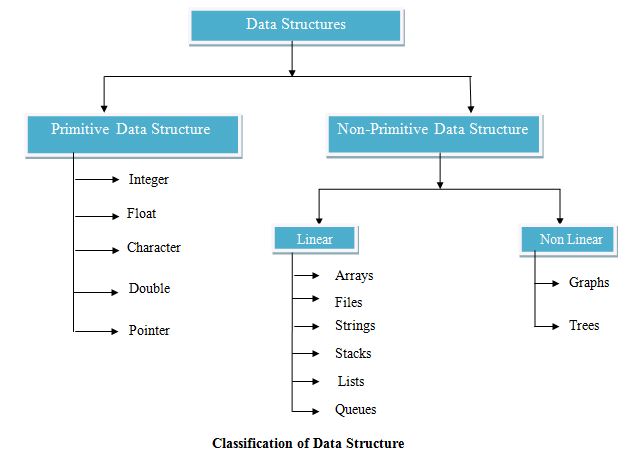 Data Structures
Primitive Data Structure
Non-Primitive Data Structure
Integer
Float
Character
Double
Pointer
Linear
Non Linear
Arrays
Files
Strings
Stacks
Lists
Queues
Graphs
Trees
Classification of Data Structure